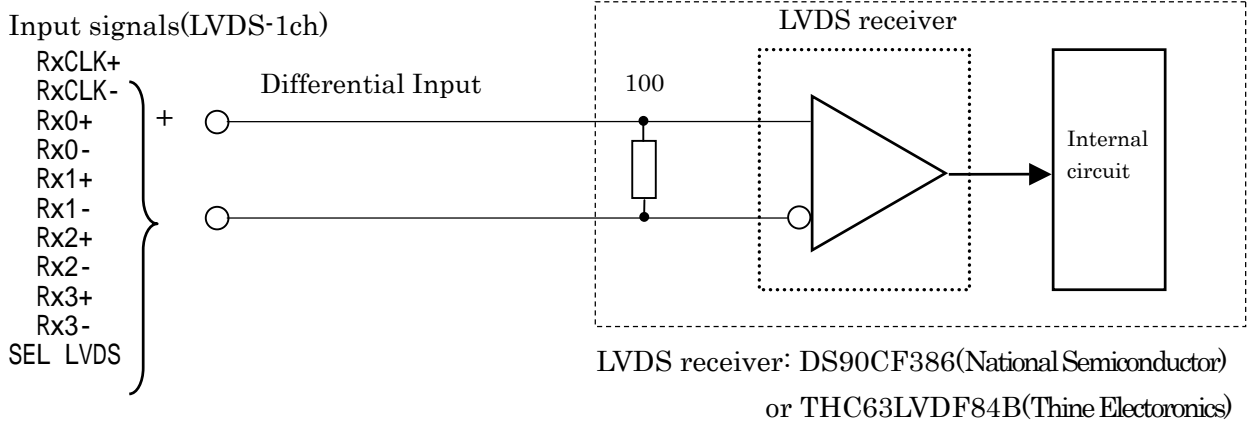 Input signals(LVDS-1ch)
RxCLK+
RxCLK-
Rx0+
Rx0-
Rx1+
Rx1-
Rx2+
Rx2-
Rx3+
Rx3-
SEL LVDS
+
Differential Input
100
LVDS receiver
Internal
circuit
LVDS receiver: DS90CF386(National Semiconductor)
or THC63LVDF84B(Thine Electoronics)